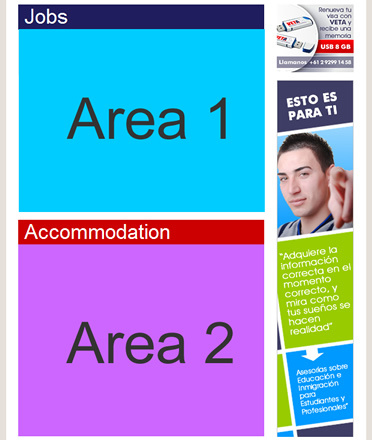 Jobs
Area 1
Accommodation
Area 2
Renueva tu
visa con
VETA y
recibe una
memoria
USB 8 GB
VETA
Llamanos +61 2 9299 14 58
ESTO ES
PARA TI
"Adquiere la
información
correcta en el
momento
correcto, y
mira como
tus sueños se
hacen
realidad"
Asesorías sobre
Educación e
Inmigración
para
Estudiantes y
Profesionales"